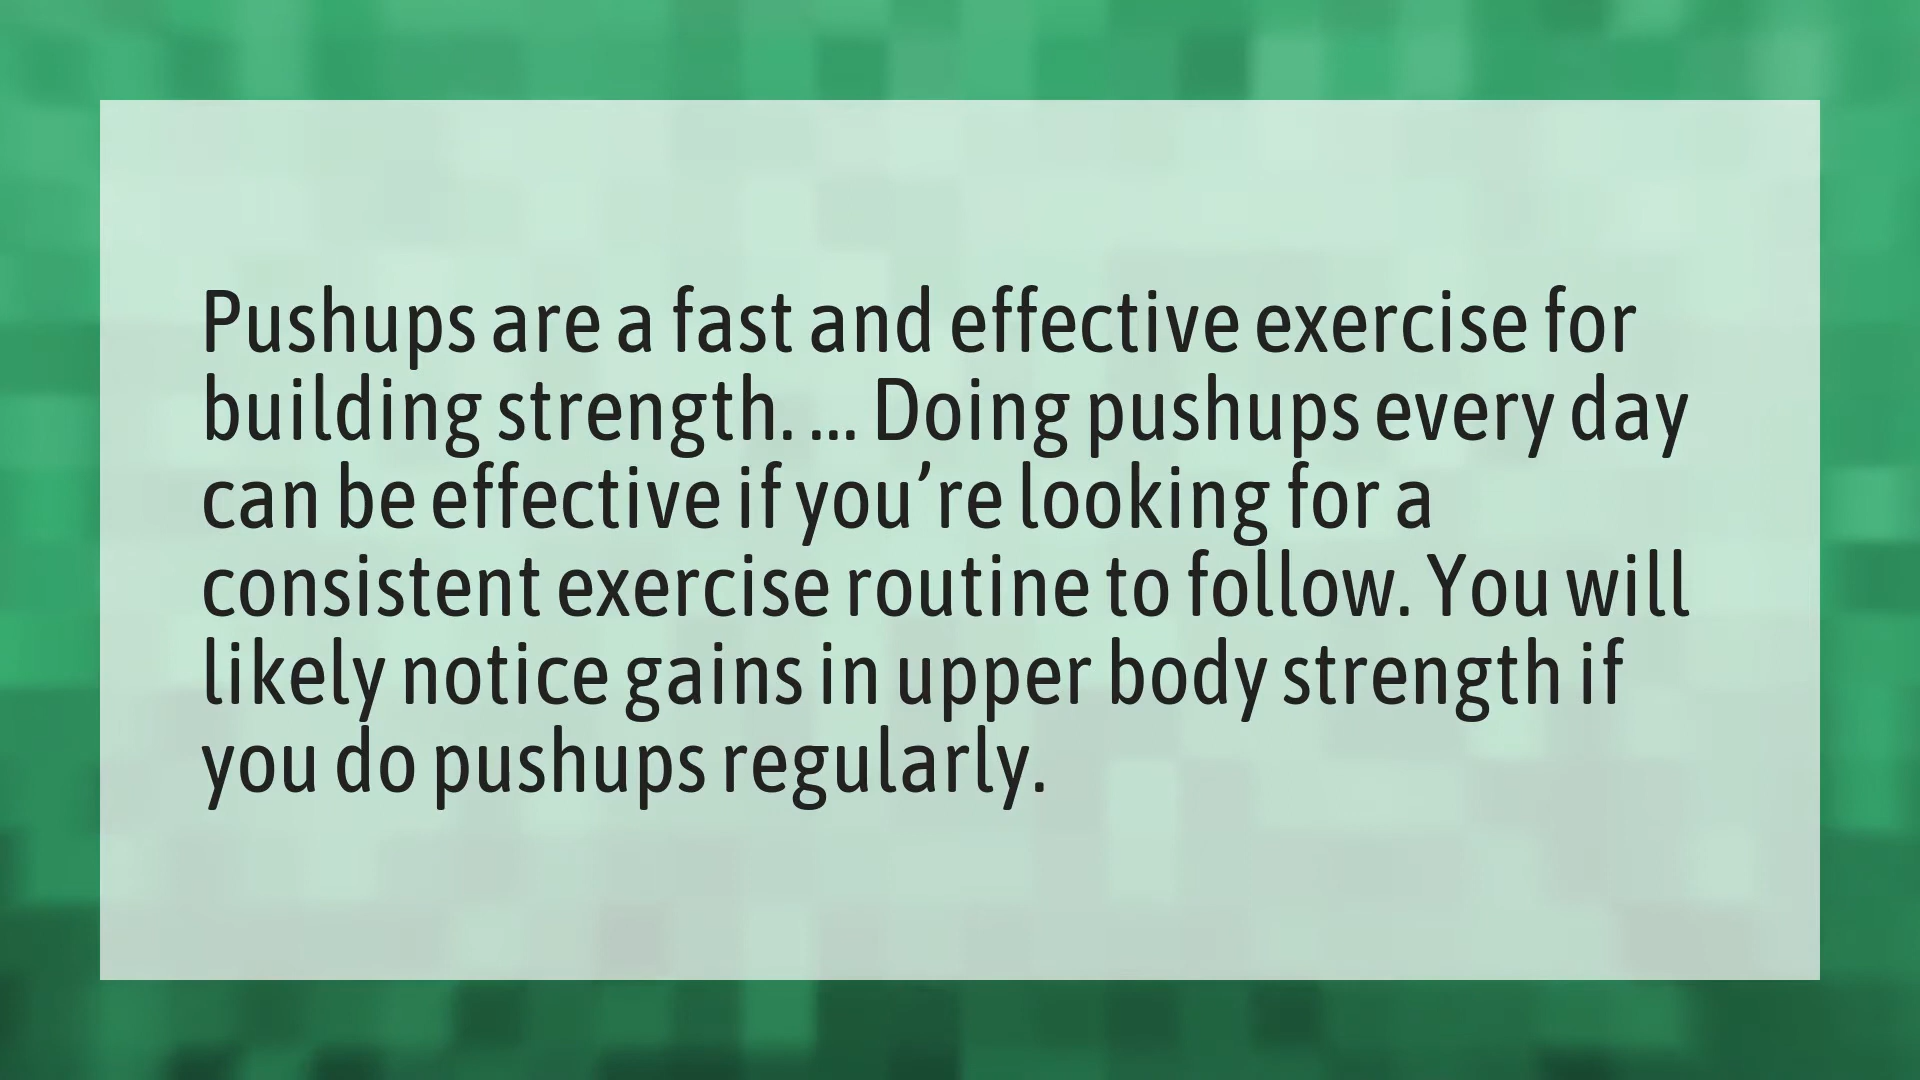 Pushups are a fast and effective exercise for
building strength. ... Doing pushups every day
can be effective if you’re looking for a
consistent exercise routine to follow. You will
likely notice gains in upper body strength if
you do pushups regularly.